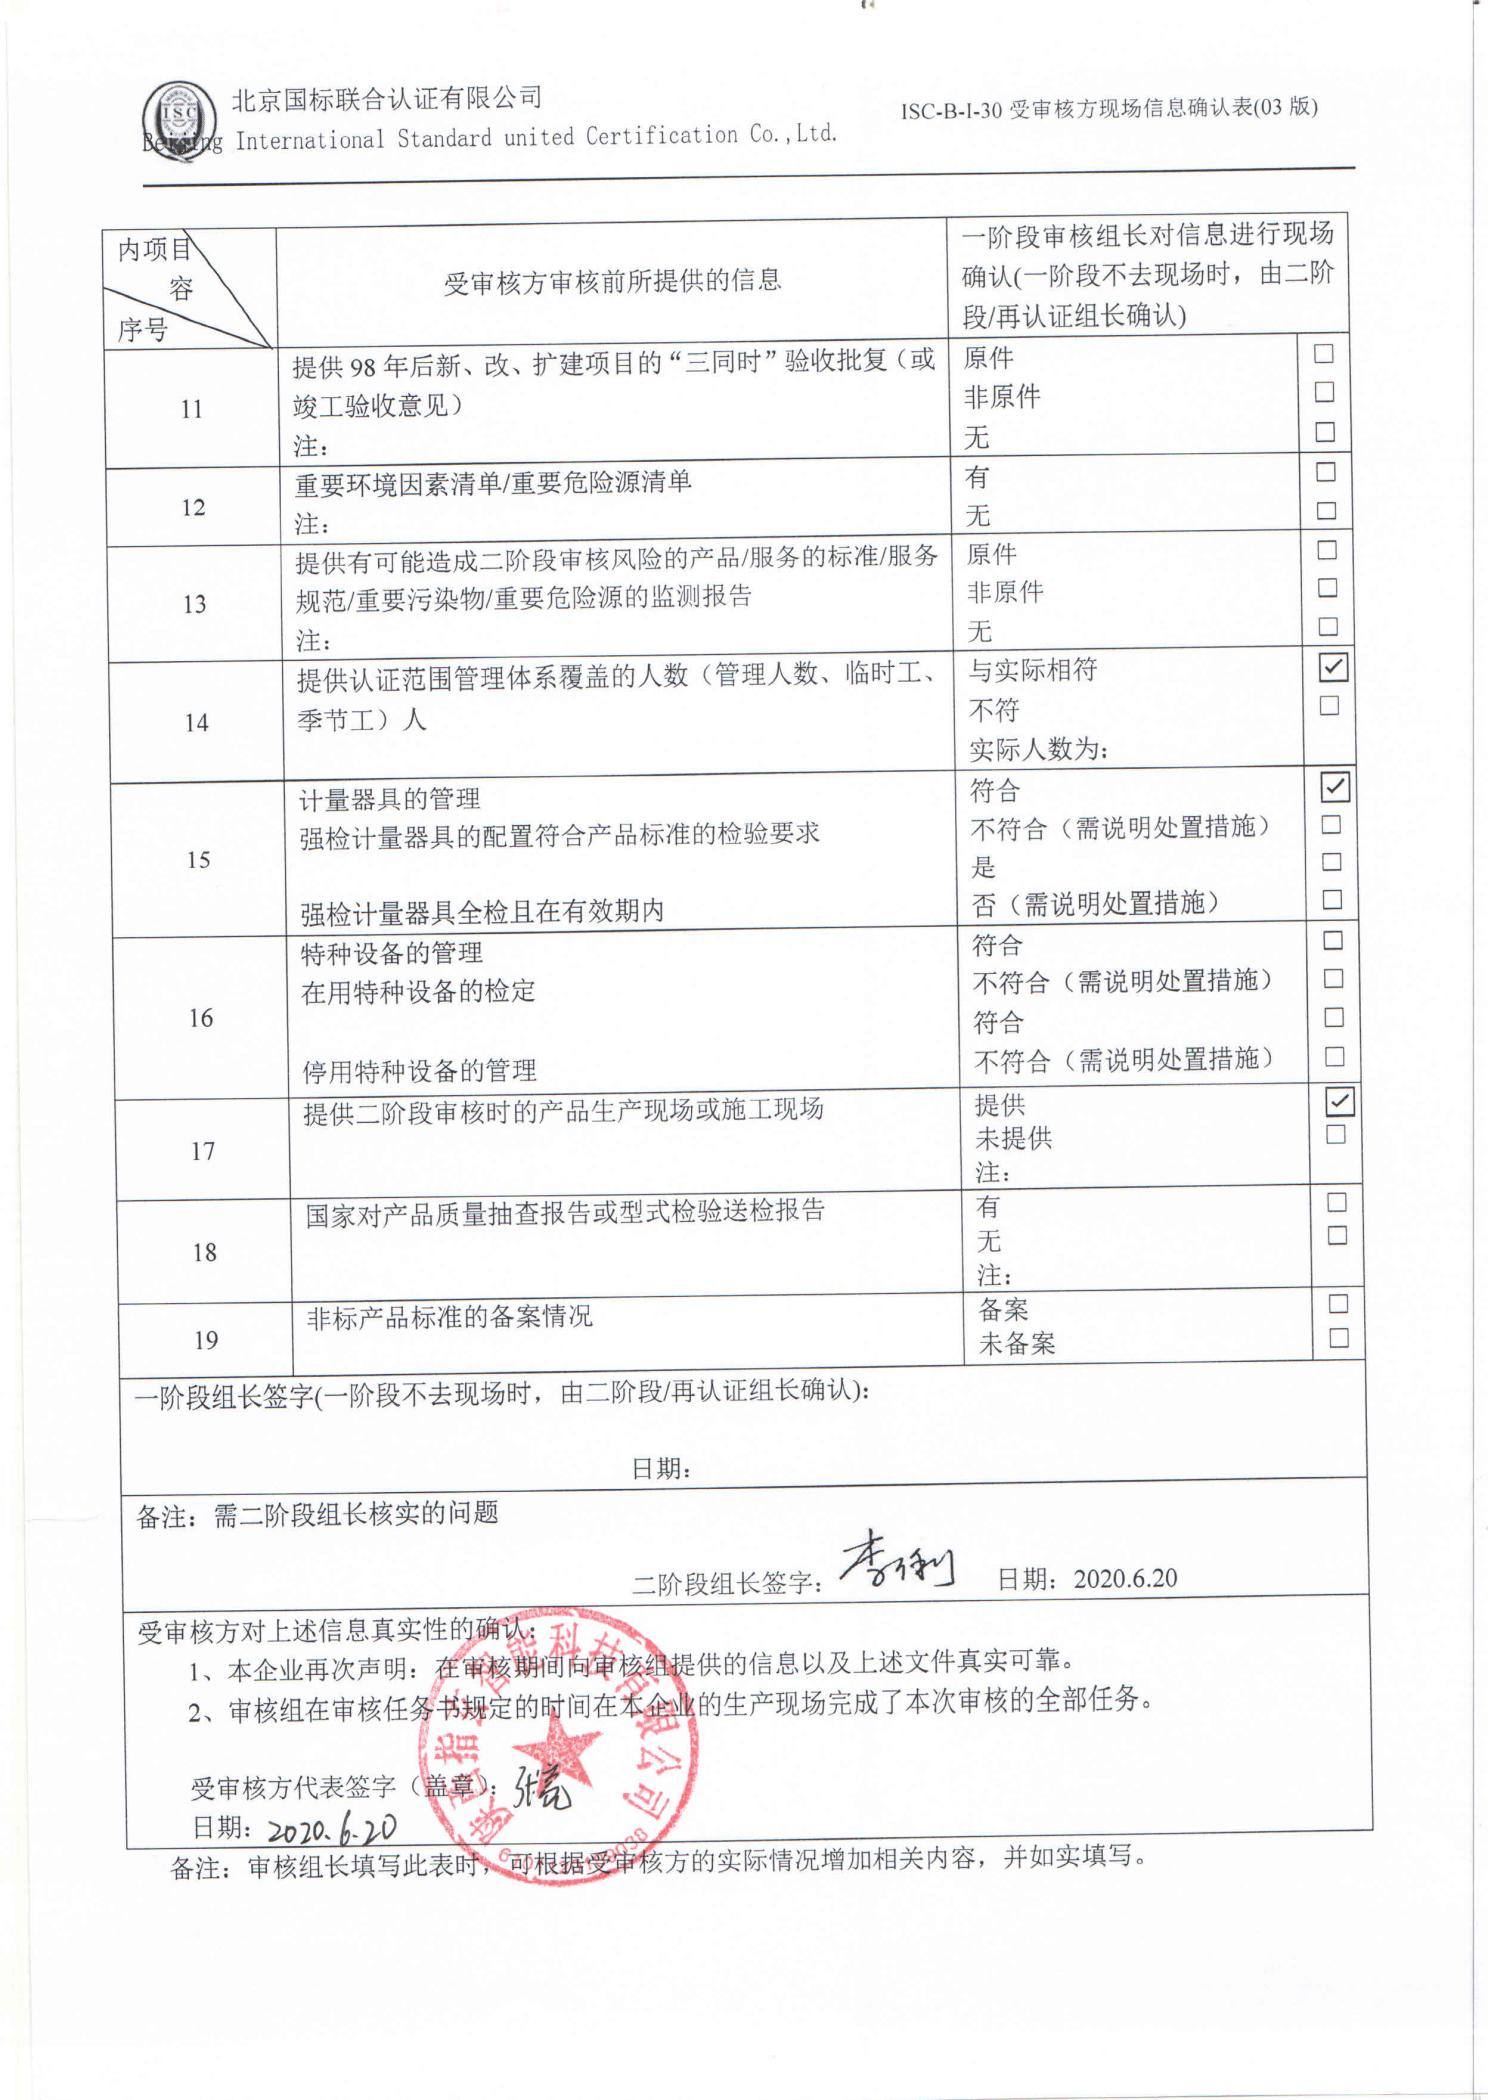 北京国标联合认证有限公司
ISC-B-I-30 受审核方现场信息确认表(03 版)
ISC
Beijing International Standard united Certification Co.,Ltd.
内项目
容
序号
受审核方审核前所提供的信息
一阶段审核组长对信息进行现场
确认(一阶段不去现场时，由二阶
段/再认证组长确认)
11
提供 98 年后新、改、扩建项目的“三同时”验收批复（或
竣工验收意见）
注：
原件 □
非原件 □
无 □
12
重要环境因素清单/重要危险源清单
注：
有 □
无 □
13
提供有可能造成二阶段审核风险的产品/服务的标准/服务
规范/重要污染物/重要危险源的监测报告
注：
原件 □
非原件 □
无 □
14
提供认证范围管理体系覆盖的人数（管理人数、临时工、
季节工）人
与实际相符 ☑
不符 □
实际人数为:
15
计量器具的管理
强检计量器具的配置符合产品标准的检验要求
强检计量器具全检且在有效期内
符合 ☑
不符合（需说明处置措施） □
是 □
否（需说明处置措施） □
16
特种设备的管理
在用特种设备的检定
停用特种设备的管理
符合 □
不符合（需说明处置措施） □
符合 □
不符合（需说明处置措施） □
17
提供二阶段审核时的产品生产现场或施工现场
提供 ☑
未提供 □
注：
18
国家对产品质量抽查报告或型式检验送检报告
有 □
无 □
注：
19
非标产品标准的备案情况
备案 □
未备案 □
一阶段组长签字(一阶段不去现场时，由二阶段/再认证组长确认):
日期：
备注：需二阶段组长核实的问题
二阶段组长签字： 日期：2020.6.20
受审核方对上述信息真实性的确认：
1、本企业再次声明：在审核期间向审核组提供的信息以及上述文件真实可靠。
2、审核组在审核任务书规定的时间在本企业的生产现场完成了本次审核的全部任务。
受审核方代表签字（盖章）：张亮
日期：2020.6.20
智能科技有限公司
备注：审核组长填写此表时，可根据受审核方的实际情况增加相关内容，并如实填写。